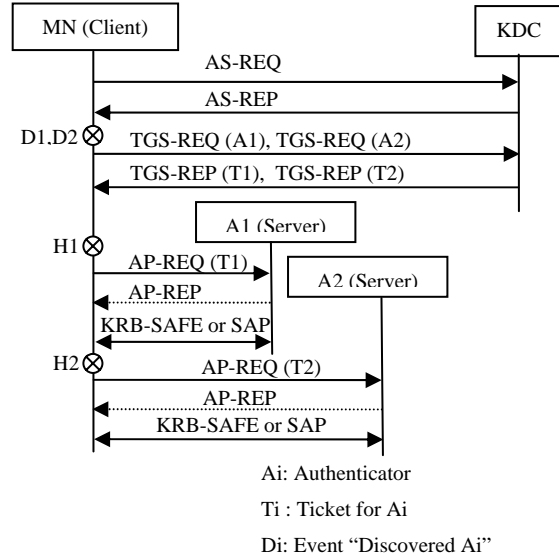 MN (Client)
KDC
AS-REQ
AS-REP
D1,D2
TGS-REQ (A1), TGS-REQ (A2)
TGS-REP (T1), TGS-REP (T2)
A1 (Server)
H1
AP-REQ (T1)
A2 (Server)
AP-REP
KRB-SAFE or SAP
H2
AP-REQ (T2)
AP-REP
KRB-SAFE or SAP
Ai: Authenticator
Ti : Ticket for Ai
Di: Event “Discovered Ai”